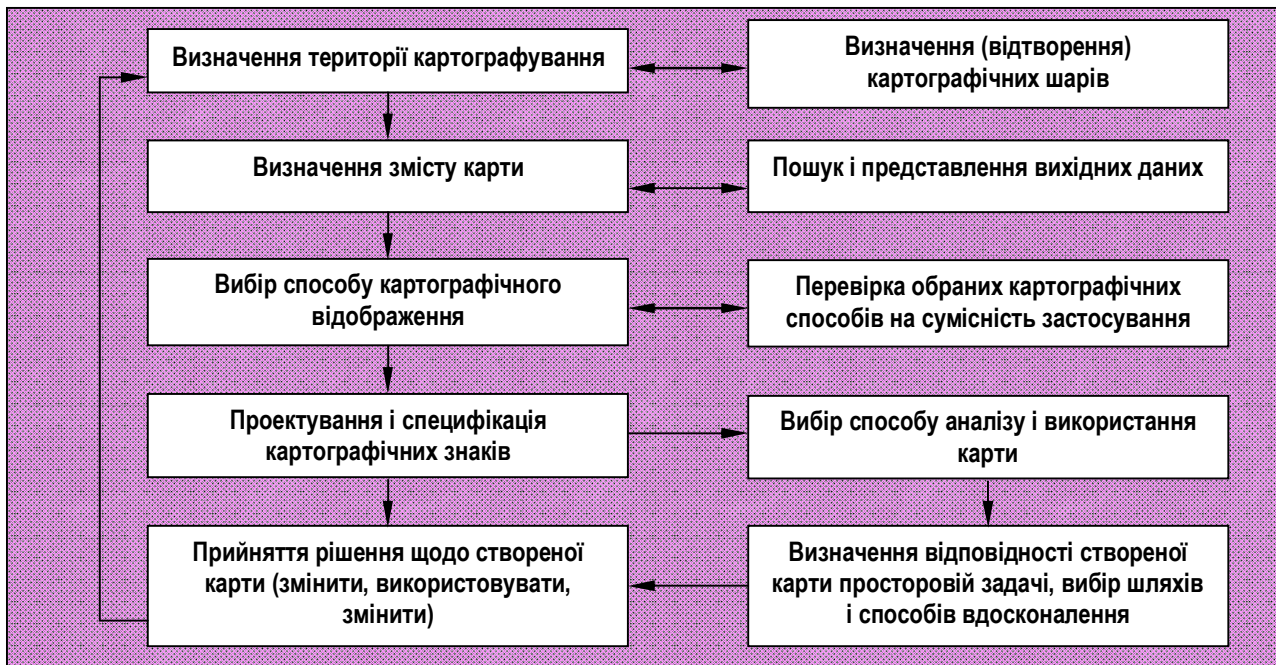 Визначення території картографування
Визначення (відтворення)
картографічних шарів
Визначення змісту карти
Пошук і представлення вихідних даних
Вибір способу картографічного
відображення
Перевірка обраних картографічних
способів на сумісність застосування
Проектування і специфікація
картографічних знаків
Вибір способу аналізу і використання
карти
Прийняття рішення щодо створеної
карти (змінити, використовувати,
змінити)
Визначення відповідності створеної
карти просторовій задачі, вибір шляхів
і способів вдосконалення